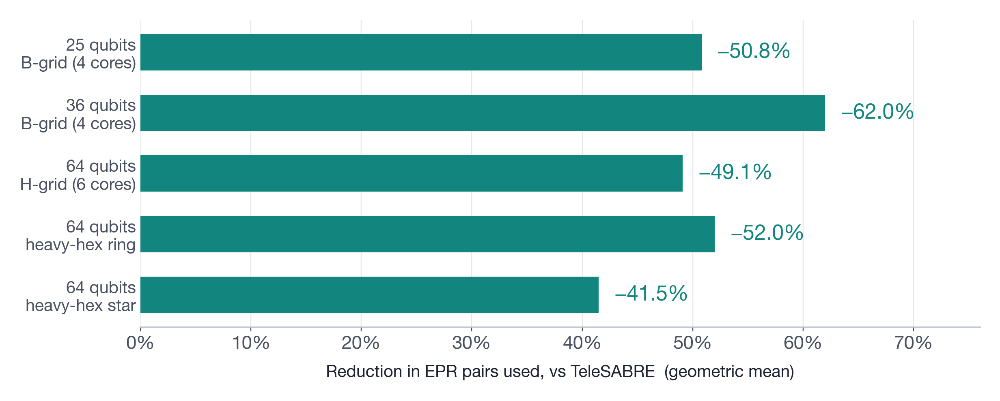 25 qubits
B-grid (4 cores)
–50.8%
36 qubits
B-grid (4 cores)
–62.0%
64 qubits
H-grid (6 cores)
–49.1%
64 qubits
heavy-hex ring
–52.0%
64 qubits
heavy-hex star
–41.5%
0% 10% 20% 30% 40% 50% 60% 70%
Reduction in EPR pairs used, vs TeleSABRE (geometric mean)